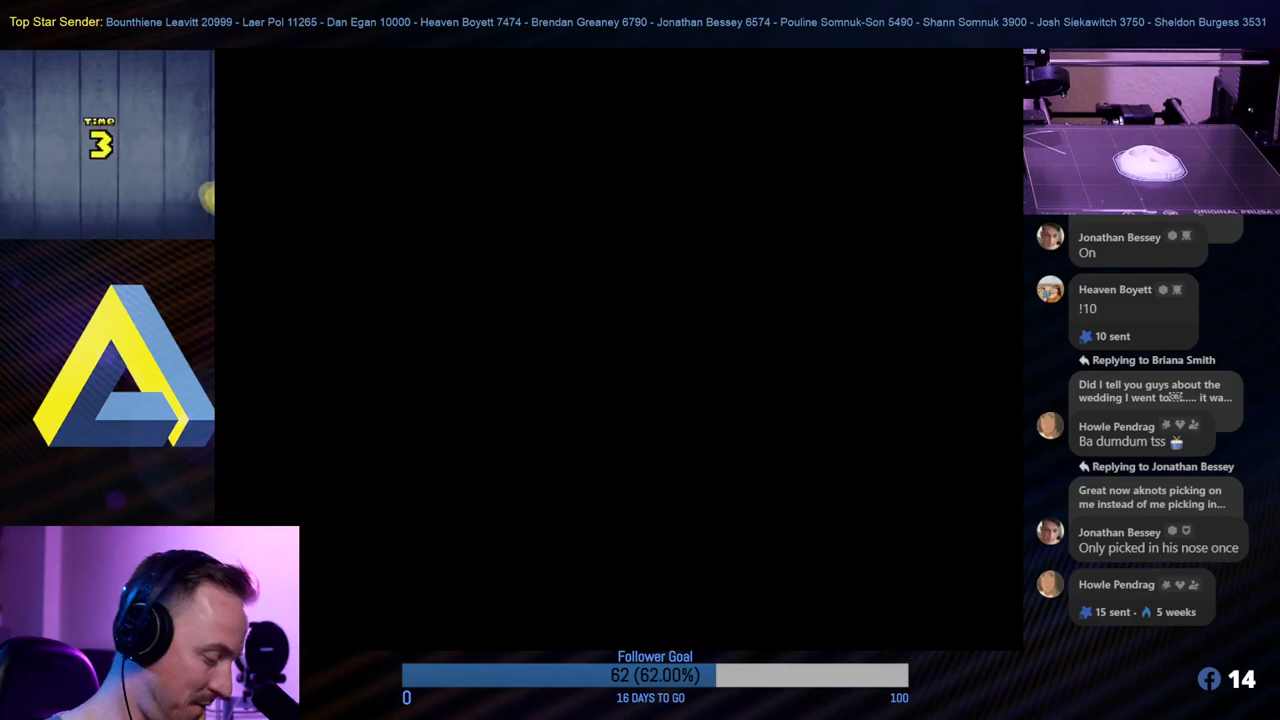 Top Star Sender: Bounthiene Leavitt 20999 - Laer Pol 11265 - Dan Egan 10000 - Heaven Boyett 7474 - Brendan Greaney 6790 - Jonathan Bessey 6574 - Pouline Somnuk-Son 5490 - Shann Somnuk 3900 - Josh Siekawitch 3750 - Sheldon Burgess 3531
TIME
3
ORIGINAL PRUSA
Jonathan Bessey
On
Heaven Boyett
!10
10 sent
Replying to Briana Smith
Did I tell you guys about the
wedding I went to..... it wa...
Howle Pendrag
Ba dumdum tss 🥁
Replying to Jonathan Bessey
Great now aknots picking on
me instead of me picking in...
Jonathan Bessey
Only picked in his nose once
Howle Pendrag
15 sent · 5 weeks
Follower Goal
62 (62.00%)
0
16 DAYS TO GO
100
14